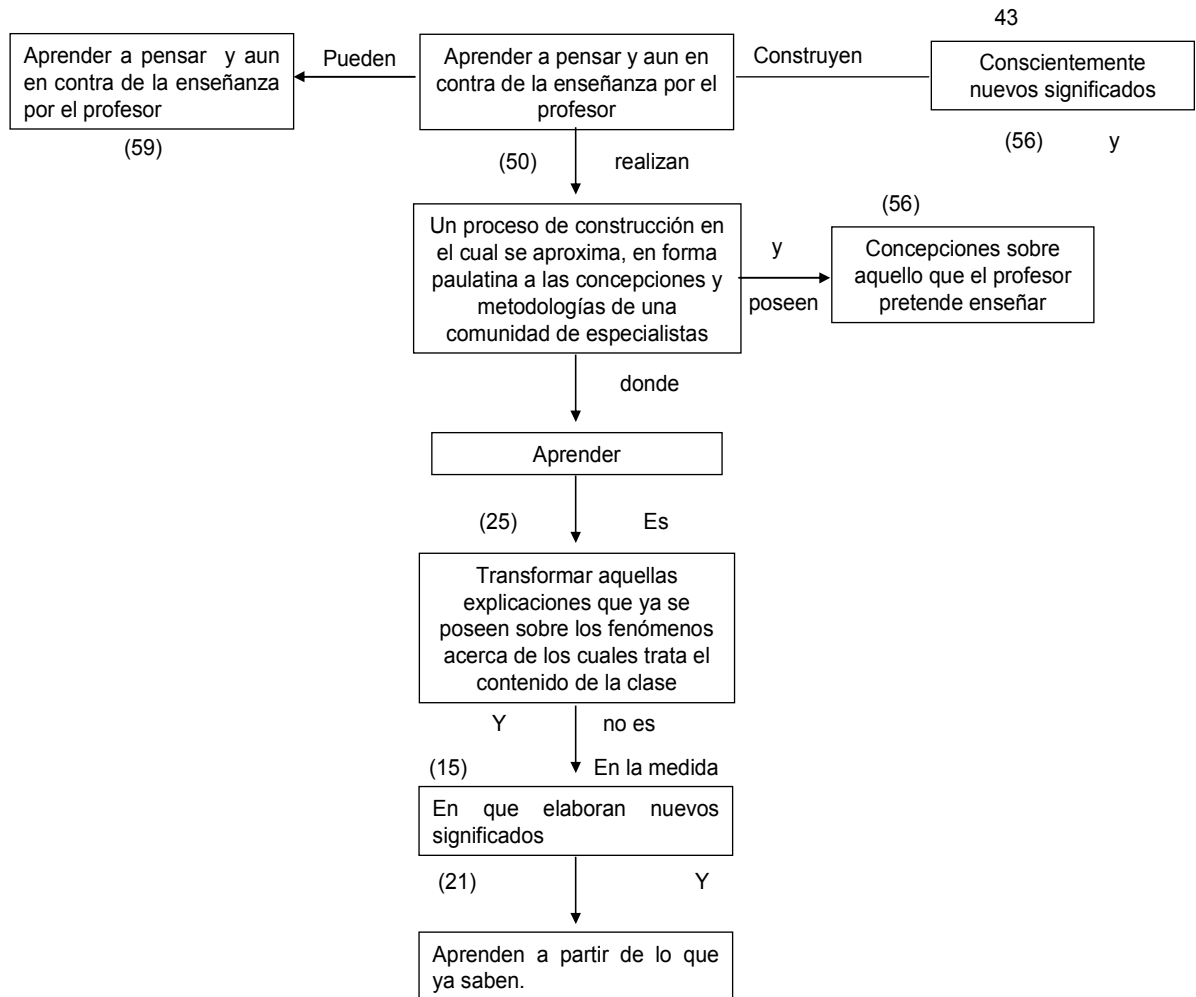 43
Aprender a pensar y aun
en contra de la enseñanza
por el profesor
Pueden
Aprender a pensar y aun en
contra de la enseñanza por el
profesor
Construyen
Conscientemente
nuevos significados
(59)
(50) realizan
(56) y
Un proceso de construcción en
el cual se aproxima, en forma
paulatina a las concepciones y
metodologías de una
comunidad de especialistas
y
poseen
(56)
Concepciones sobre
aquello que el profesor
pretende enseñar
donde
Aprender
(25) Es
Transformar aquellas
explicaciones que ya se
poseen sobre los fenómenos
acerca de los cuales trata el
contenido de la clase
Y no es
(15) En la medida
En que elaboran nuevos
significados
(21) Y
Aprenden a partir de lo que
ya saben.